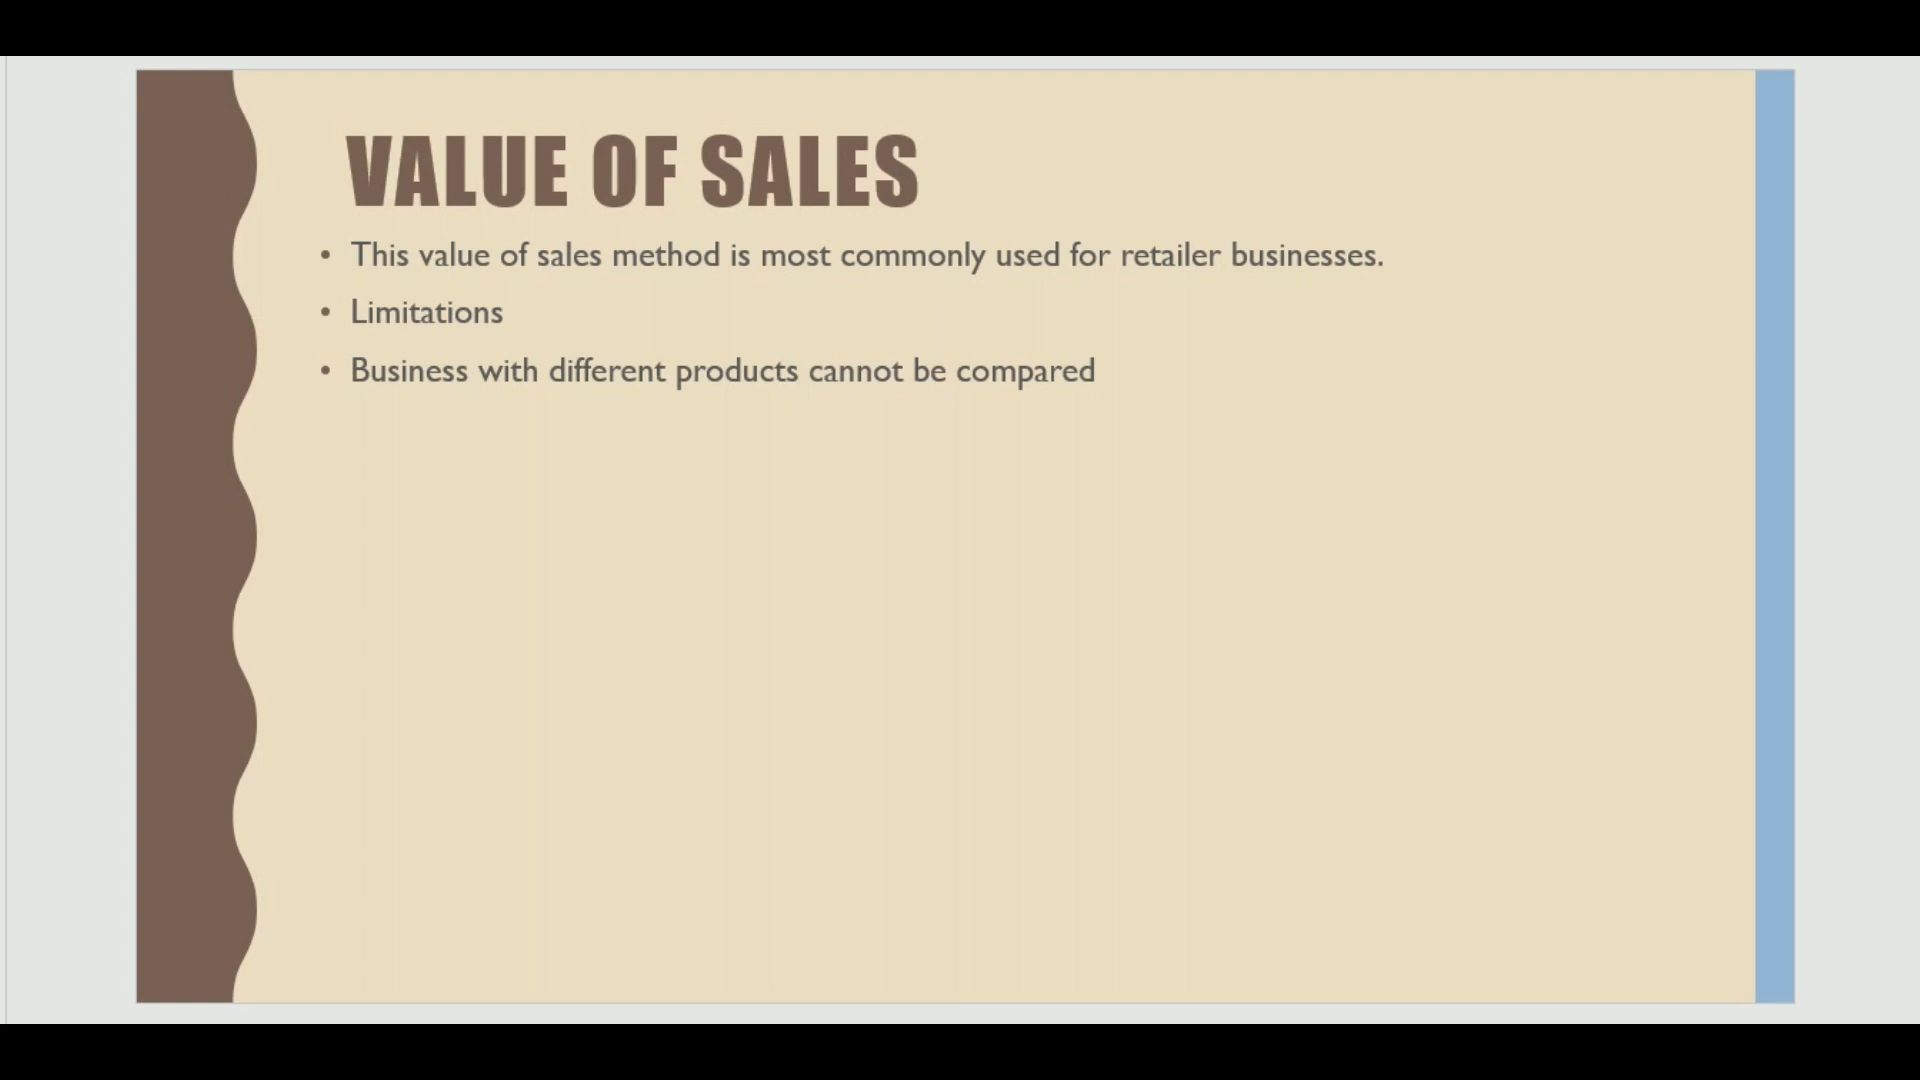 VALUE OF SALES
• This value of sales method is most commonly used for retailer businesses.
• Limitations
• Business with different products cannot be compared